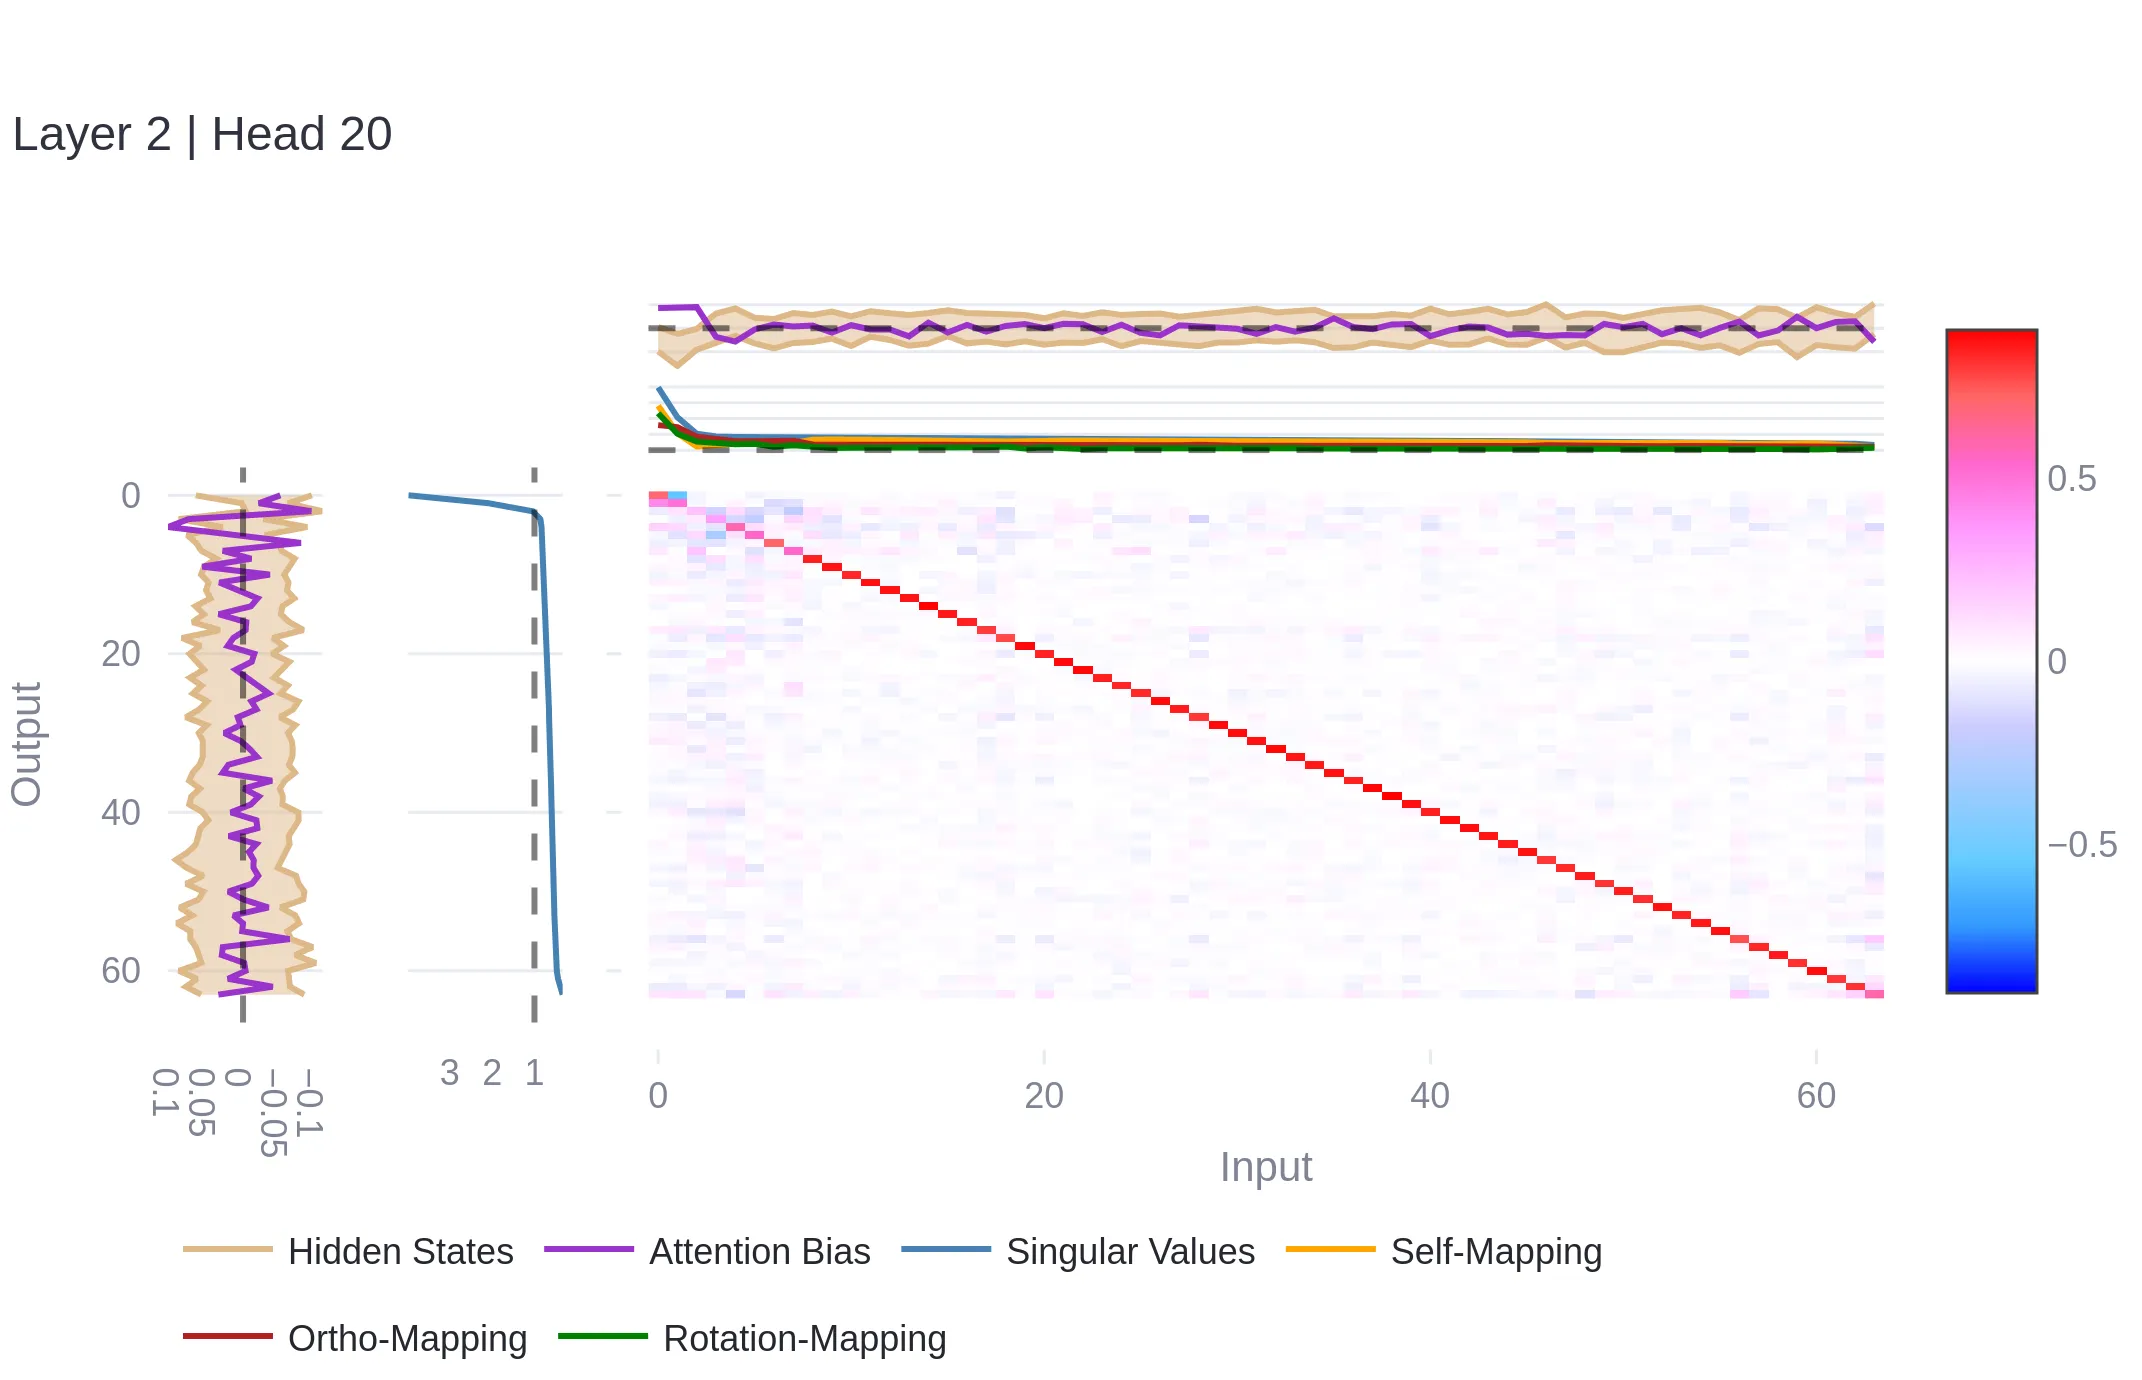 Layer 2 | Head 20
0
20
40
60
Output
0.1
0.05
0
−0.05
−0.1
3 2 1
0 20 40 60
Input
0.5
0
−0.5
Hidden States Attention Bias Singular Values Self-Mapping
Ortho-Mapping Rotation-Mapping